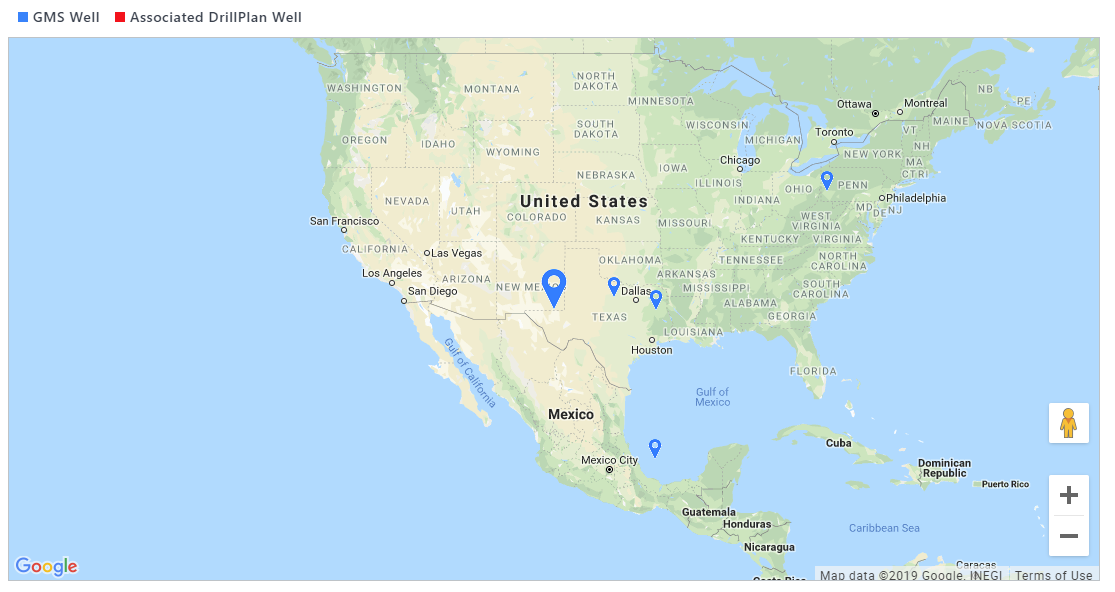 GMS Well
Associated DrillPlan Well
WASHINGTON
MONTANA
NORTH
DAKOTA
MINNESOTA
Ottawa
Montreal
NB
PE
NOVA SCOTIA
MAINE
OREGON
IDAHO
SOUTH
DAKOTA
WISCONSIN
MICHIGAN
Toronto
VT
NH
WYOMING
Chicago
NEW YORK
MA
CT
RI
IOWA
NEBRASKA
ILLINOIS
INDIANA
OHIO
PENN
Philadelphia
NEVADA
UTAH
United States
COLORADO
KANSAS
MISSOURI
WEST
VIRGINIA
MD
DE
NJ
San Francisco
CALIFORNIA
Las Vegas
KENTUCKY
VIRGINIA
Los Angeles
ARIZONA
NEW ME
OKLAHOMA
ARKANSAS
TENNESSEE
NORTH
CAROLINA
San Diego
Dallas
MISSISSIPPI
SOUTH
CAROLINA
ALABAMA
GEORGIA
TEXAS
LOUISIANA
Houston
FLORIDA
Gulf of California
Gulf of
Mexico
Mexico
Mexico City
Cuba
Dominican
Republic
Puerto Rico
Guatemala
Honduras
Caribbean Sea
Nicaragua
Caracas
Costa Rica
Google
Map data ©2019 Google, INEGI
Terms of Use